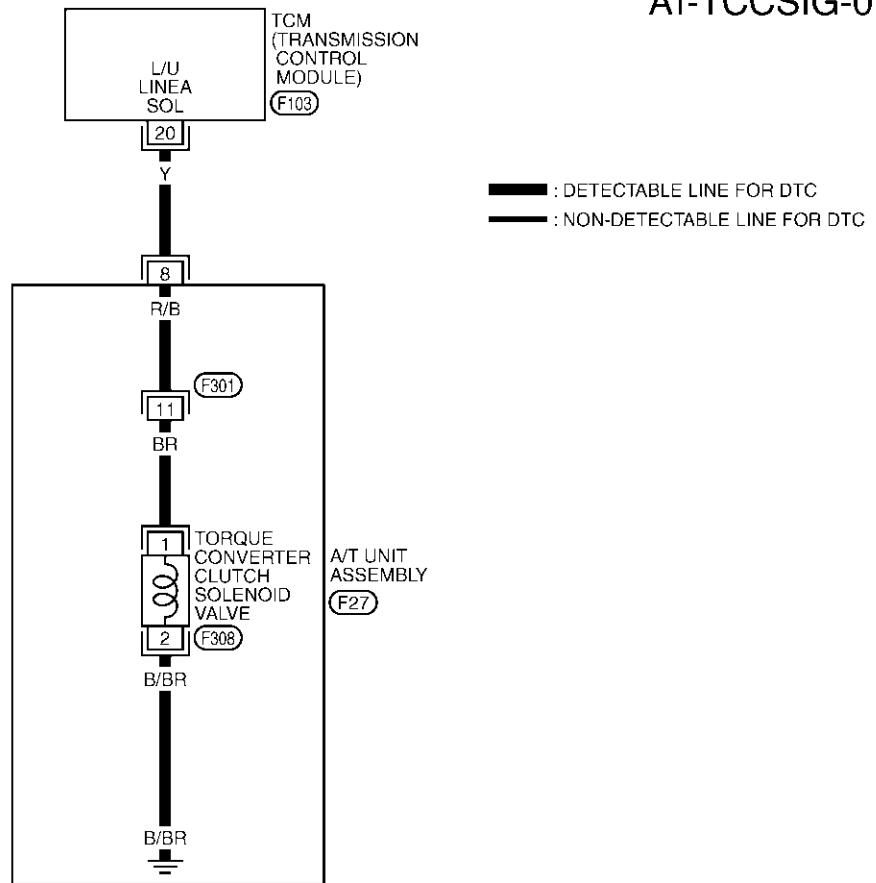 AT-TCCSIG-0
TCM
(TRANSMISSION
CONTROL
MODULE)
F103
L/U
LINEA
SOL
20
Y
: DETECTABLE LINE FOR DTC
: NON-DETECTABLE LINE FOR DTC
8
R/B
F301
11
BR
1
TORQUE
CONVERTER
CLUTCH
SOLENOID
VALVE
2
F308
A/T UNIT
ASSEMBLY
F27
B/BR
B/BR